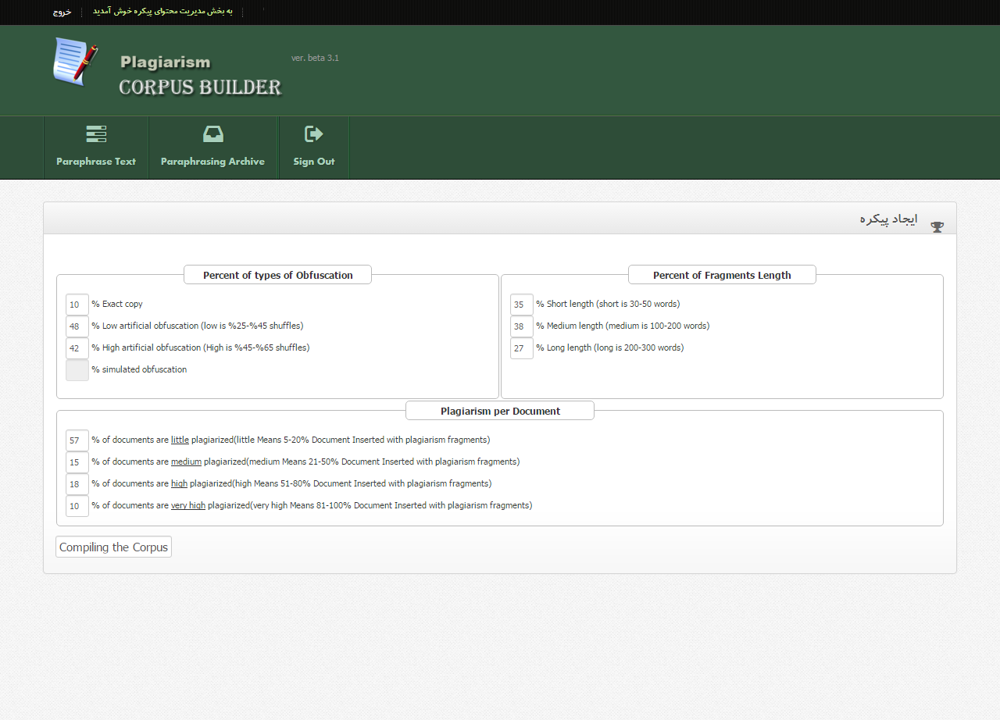 به بخش مدیریت محتوای پیکره خوش آمدید
خروج
Plagiarism
CORPUS BUILDER
ver. beta 3.1
Paraphrase Text
Paraphrasing Archive
Sign Out
ایجاد پیکره
Percent of types of Obfuscation
10 % Exact copy
48 % Low artificial obfuscation (low is %25-%45 shuffles)
42 % High artificial obfuscation (High is %45-%65 shuffles)
% simulated obfuscation
Percent of Fragments Length
35 % Short length (short is 30-50 words)
38 % Medium length (medium is 100-200 words)
27 % Long length (long is 200-300 words)
Plagiarism per Document
57 % of documents are little plagiarized(little Means 5-20% Document Inserted with plagiarism fragments)
15 % of documents are medium plagiarized(medium Means 21-50% Document Inserted with plagiarism fragments)
18 % of documents are high plagiarized(high Means 51-80% Document Inserted with plagiarism fragments)
10 % of documents are very high plagiarized(very high Means 81-100% Document Inserted with plagiarism fragments)
Compiling the Corpus